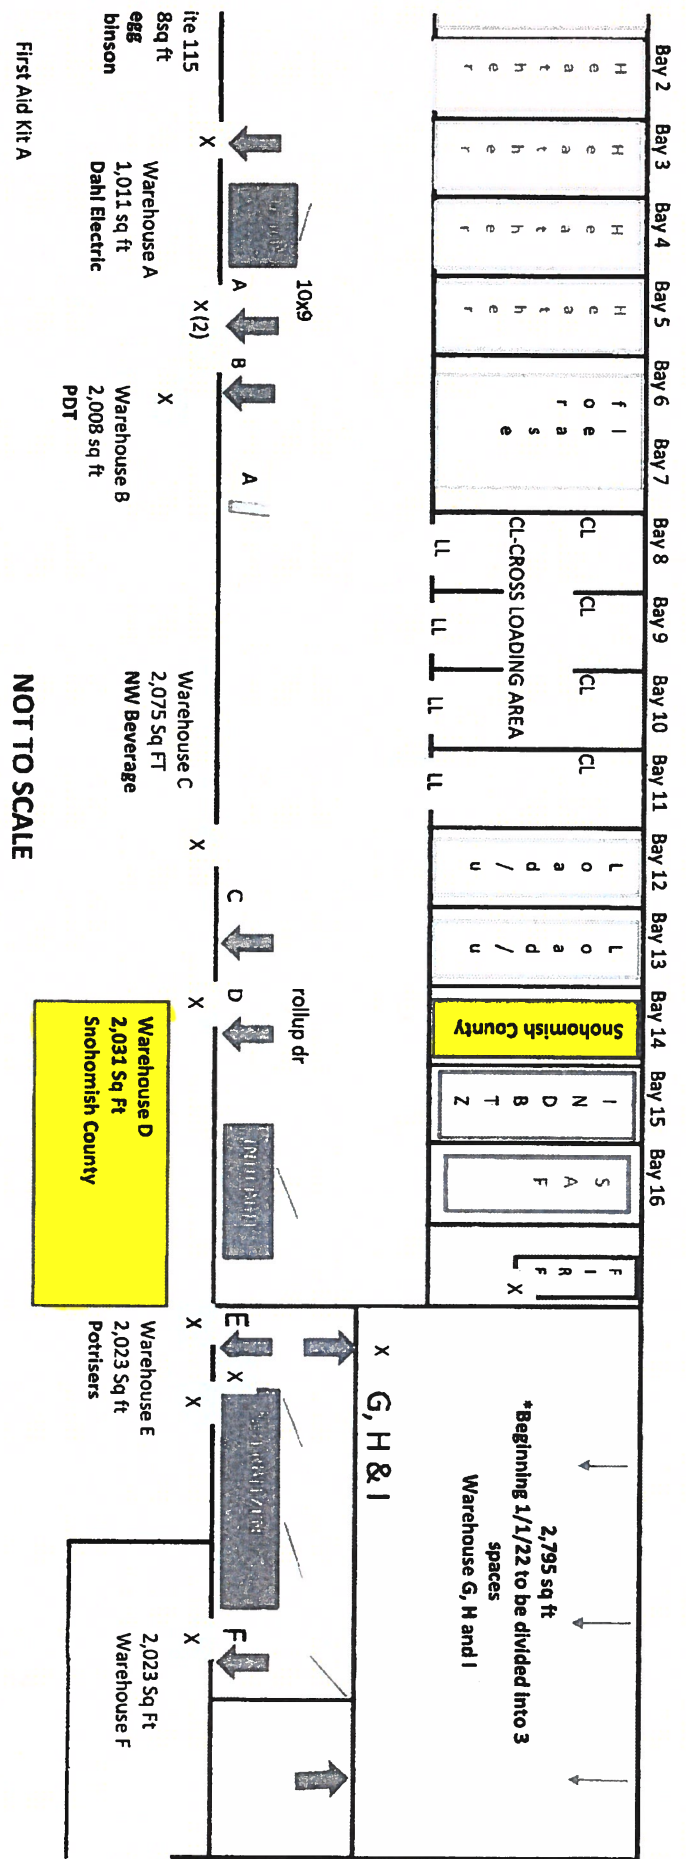 Bay 2
Bay 3
Bay 4
Bay 5
Bay 6
Bay 7
Bay 8
Bay 9
Bay 10
Bay 11
Bay 12
Bay 13
Bay 14
Bay 15
Bay 16
Heather
Heather
Heather
Heather
for
lease
CL
CL
CL
CL
CL-CROSS LOADING AREA
LL
LL
LL
LL
Load/u
Load/u
Snohomish County
INDBTZ
SAF
FIRF
X
2,795 sq ft
*Beginning 1/1/22 to be divided into 3
spaces
Warehouse G, H and I
X
G, H & I
10x9
rollup dr
A
B
A
C
D
E
X
F
X
X (2)
X
X
X
X
X
X
ite 115
8sq ft
egg
binson
Warehouse A
1,011 sq ft
Dahl Electric
Warehouse B
2,008 sq ft
PDT
Warehouse C
2,075 Sq FT
NW Beverage
Warehouse D
2,031 Sq Ft
Snohomish County
Warehouse E
2,023 Sq ft
Potrisers
2,023 Sq Ft
Warehouse F
First Aid Kit A
NOT TO SCALE